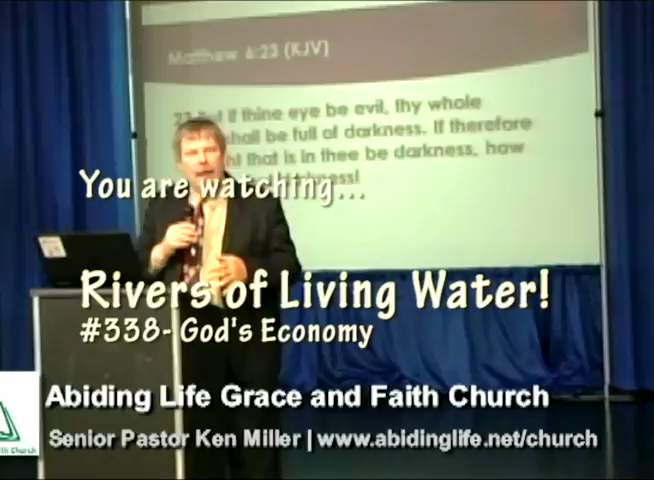 Matthew 6:23 (KJV)
if thine eye be evil, thy whole
shall be full of darkness. If therefore
that is in thee be darkness, how
You are watching...
Rivers of Living Water!
#338- God's Economy
Abiding Life Grace and Faith Church
Senior Pastor Ken Miller | www.abidinglife.net/church